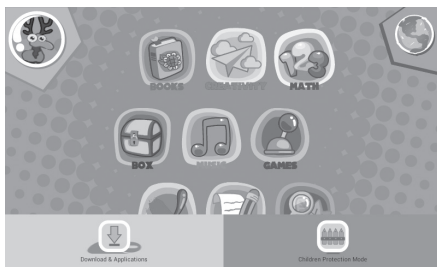 BOOKS CREATIVITY MATH
BOX MUSIC GAMES
Download & Applications Children Protection Mode